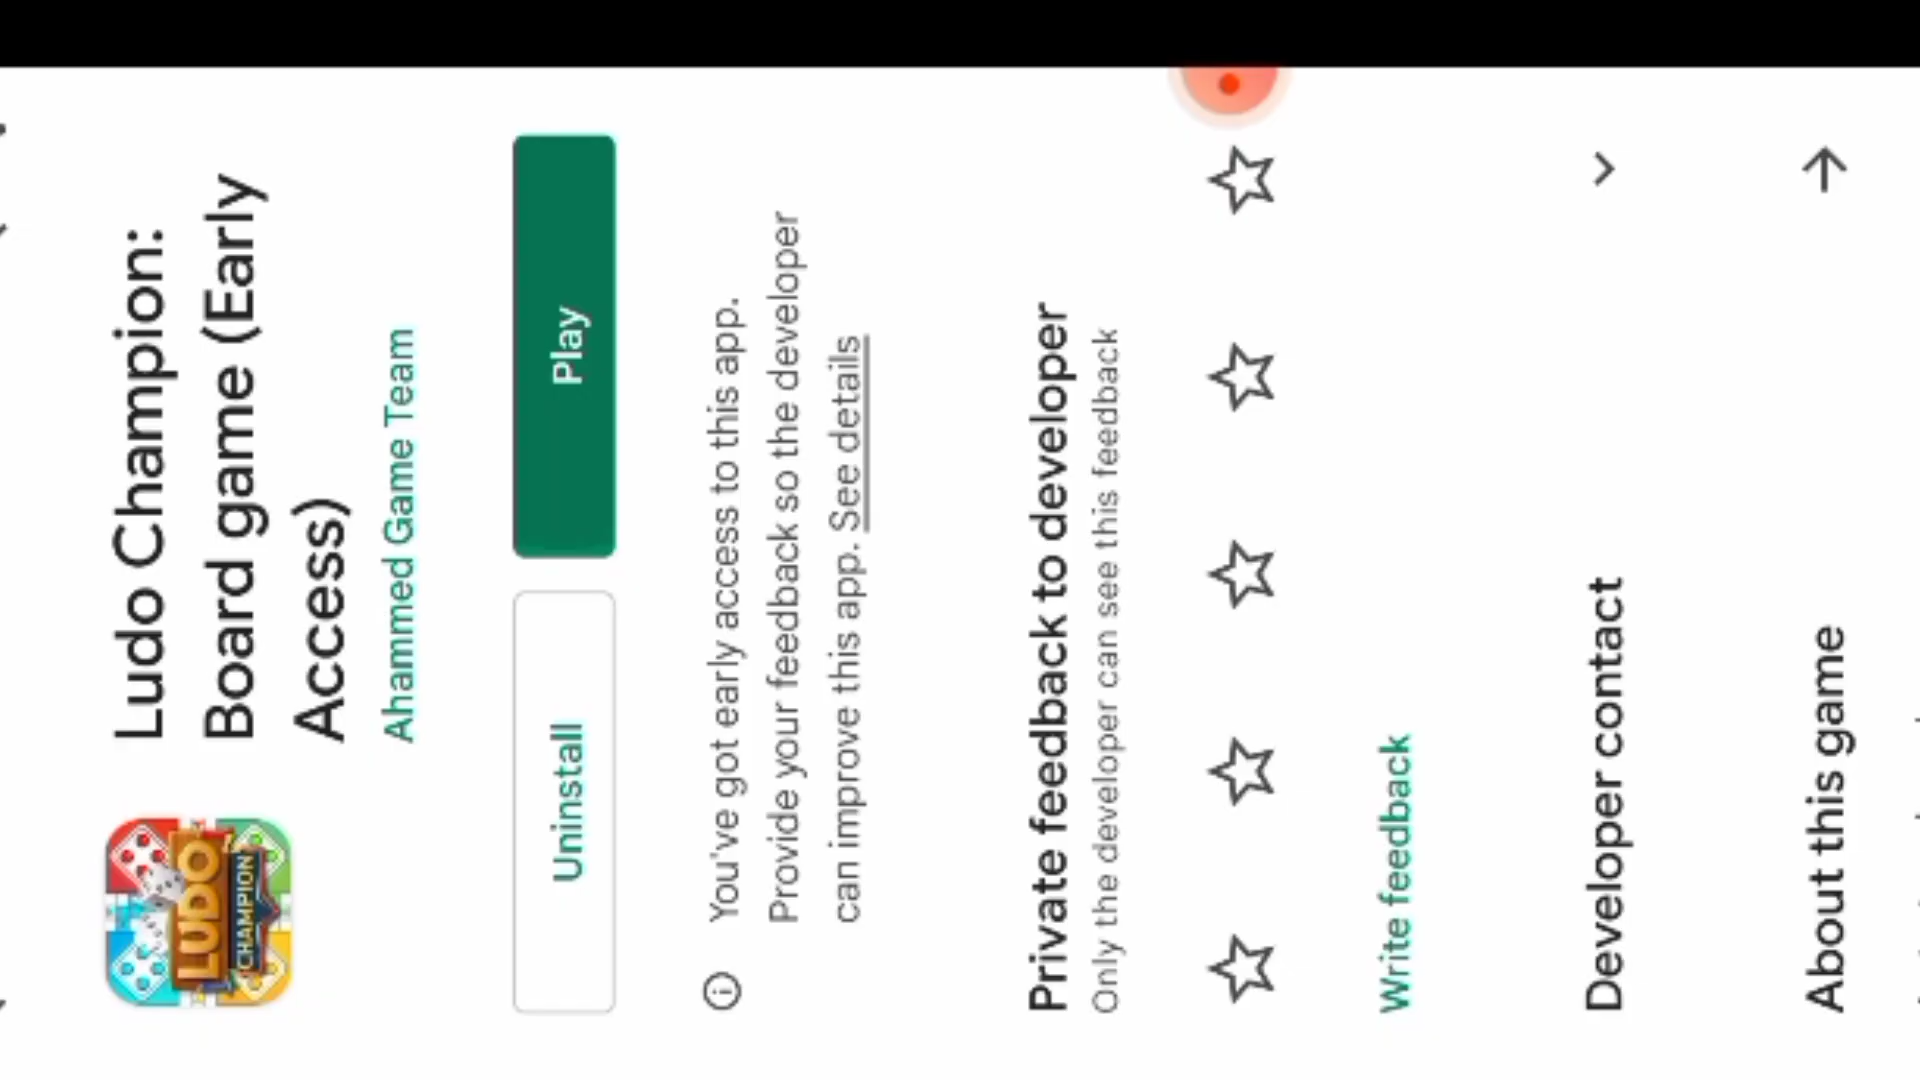 Ludo Champion:
Board game (Early
Access)
Ahammed Game Team
LUDO
CHAMPION
Uninstall
Play
You've got early access to this app.
Provide your feedback so the developer
can improve this app. See details
Private feedback to developer
Only the developer can see this feedback
Write feedback
Developer contact
About this game